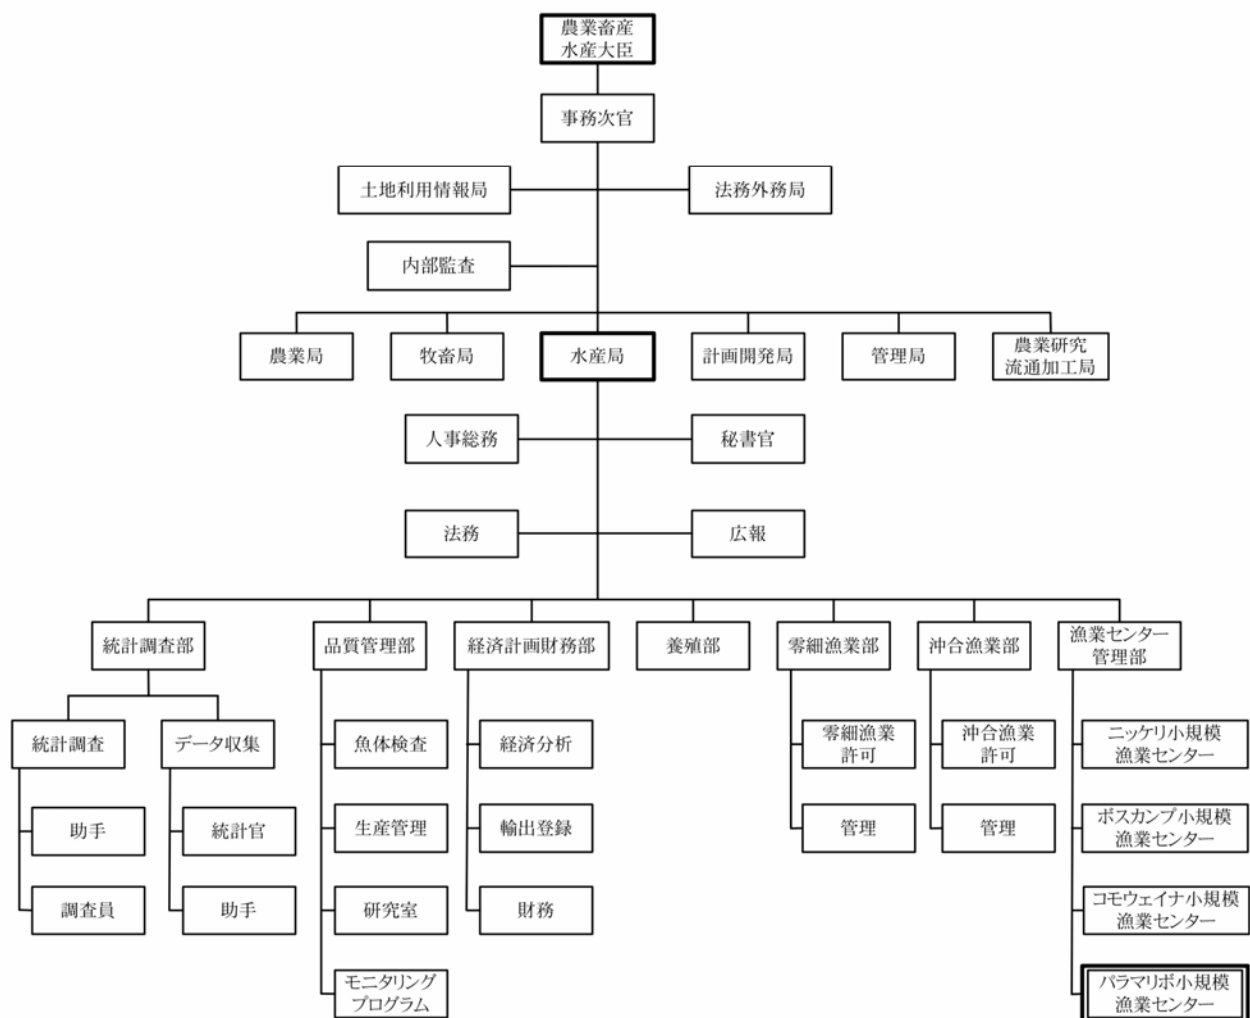 農業畜産
水産大臣
事務次官
土地利用情報局
法務外務局
内部監査
農業局
牧畜局
水産局
計画開発局
管理局
農業研究
流通加工局
人事総務
秘書官
法務
広報
統計調査部
品質管理部
経済計画財務部
養殖部
零細漁業部
沖合漁業部
漁業センター
管理部
統計調査
データ収集
魚体検査
経済分析
零細漁業
許可
沖合漁業
許可
ニッケリ小規模
漁業センター
助手
統計官
生産管理
輸出登録
管理
管理
ボスカンプ小規模
漁業センター
調査員
助手
研究室
財務
コモウェイナ小規模
漁業センター
モニタリング
プログラム
パラマリボ小規模
漁業センター